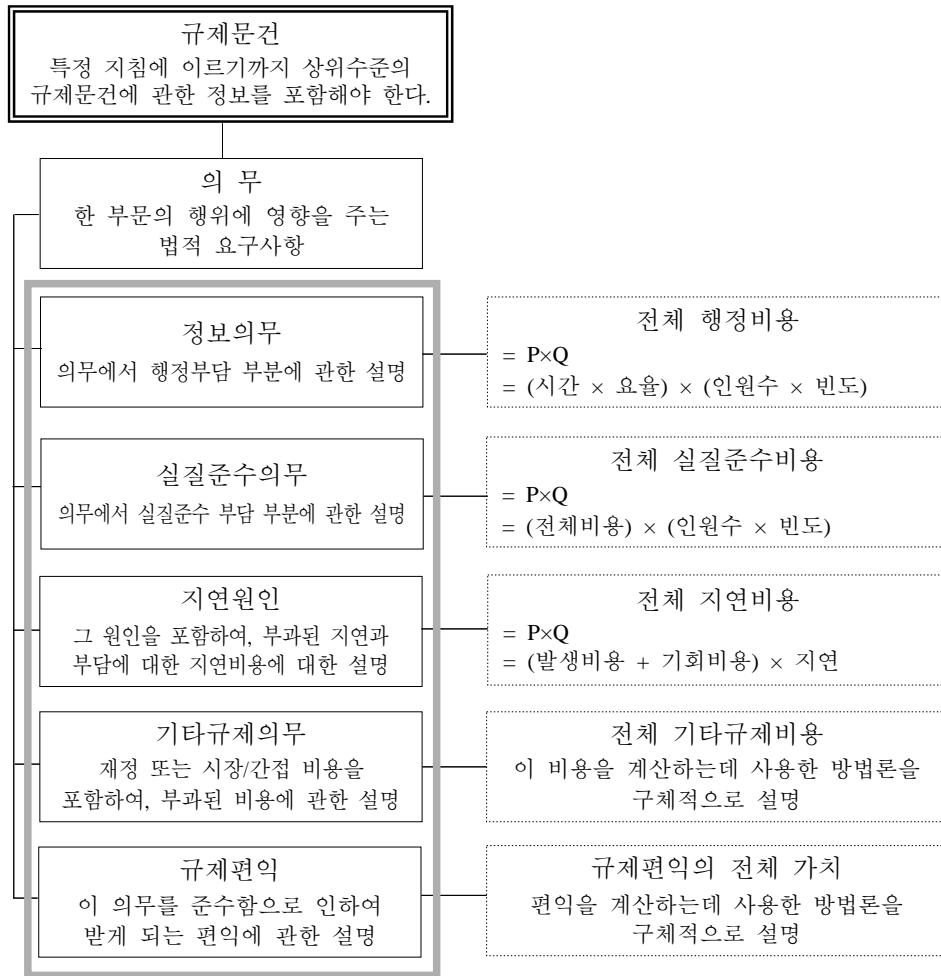 규제문건
특정 지침에 이르기까지 상위수준의
규제문건에 관한 정보를 포함해야 한다.
의 무
한 부문의 행위에 영향을 주는
법적 요구사항
정보의무
의무에서 행정부담 부분에 관한 설명
전체 행정비용
= P×Q
= (시간 × 요율) × (인원수 × 빈도)
실질준수의무
의무에서 실질준수 부담 부분에 관한 설명
전체 실질준수비용
= P×Q
= (전체비용) × (인원수 × 빈도)
지연원인
그 원인을 포함하여, 부과된 지연과
부담에 대한 지연비용에 대한 설명
전체 지연비용
= P×Q
= (발생비용 + 기회비용) × 지연
기타규제의무
재정 또는 시장/간접 비용을
포함하여, 부과된 비용에 관한 설명
전체 기타규제비용
이 비용을 계산하는데 사용한 방법론을
구체적으로 설명
규제편익
이 의무를 준수함으로 인하여
받게 되는 편익에 관한 설명
규제편익의 전체 가치
편익을 계산하는데 사용한 방법론을
구체적으로 설명